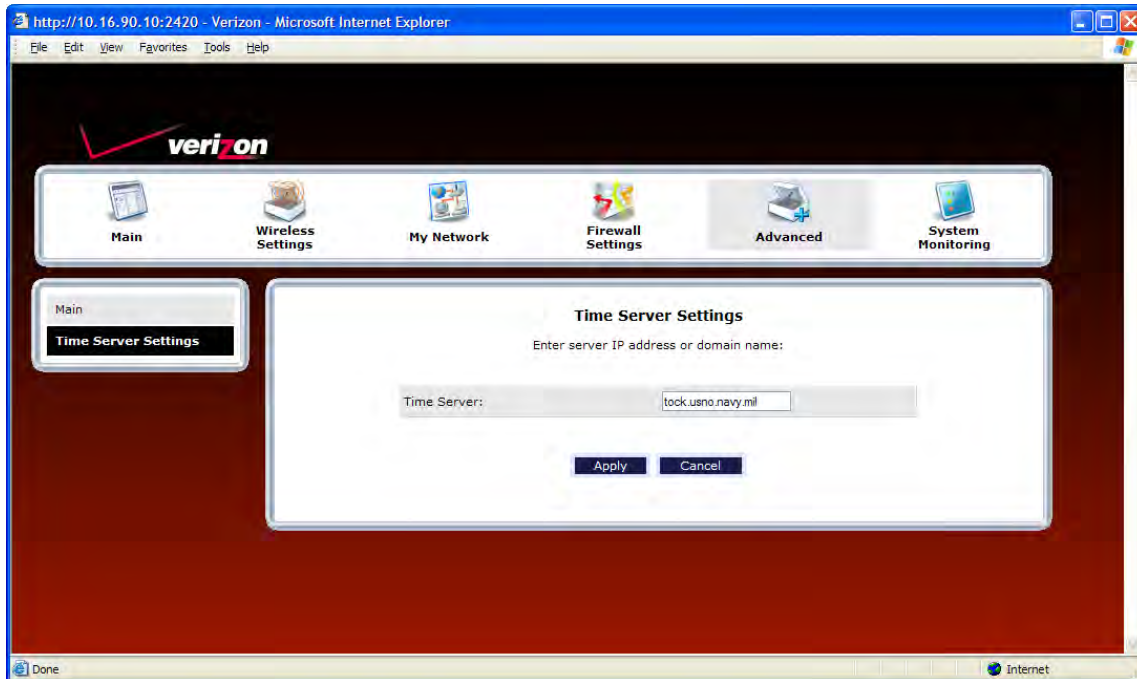 http://10.16.90.10:2420 - Verizon - Microsoft Internet Explorer
File Edit View Favorites Tools Help
verizon
Main
Wireless Settings
My Network
Firewall Settings
Advanced
System Monitoring
Main
Time Server Settings
Time Server Settings
Enter server IP address or domain name:
Time Server: tock.usno.navy.mil
Apply Cancel
Done Internet